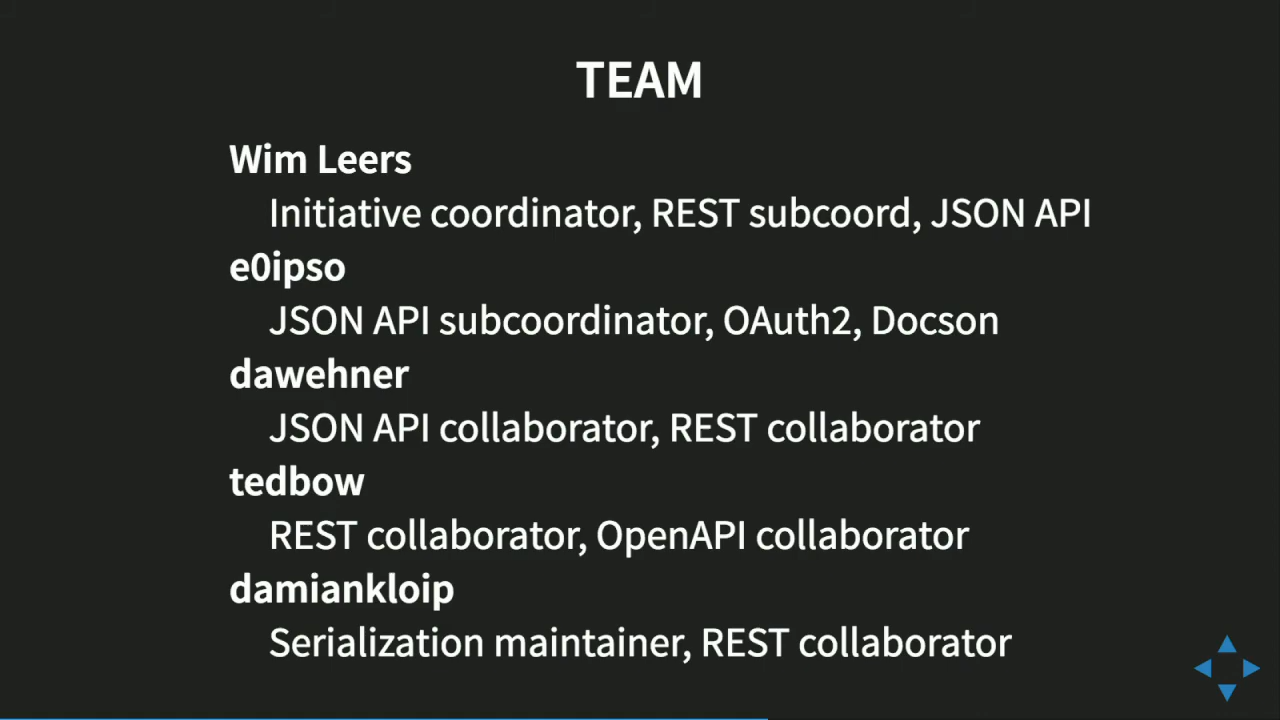 TEAM
Wim Leers
Initiative coordinator, REST subcoord, JSON API
e0ipso
JSON API subcoordinator, OAuth2, Docson
dawehner
JSON API collaborator, REST collaborator
tedbow
REST collaborator, OpenAPI collaborator
damiankloip
Serialization maintainer, REST collaborator